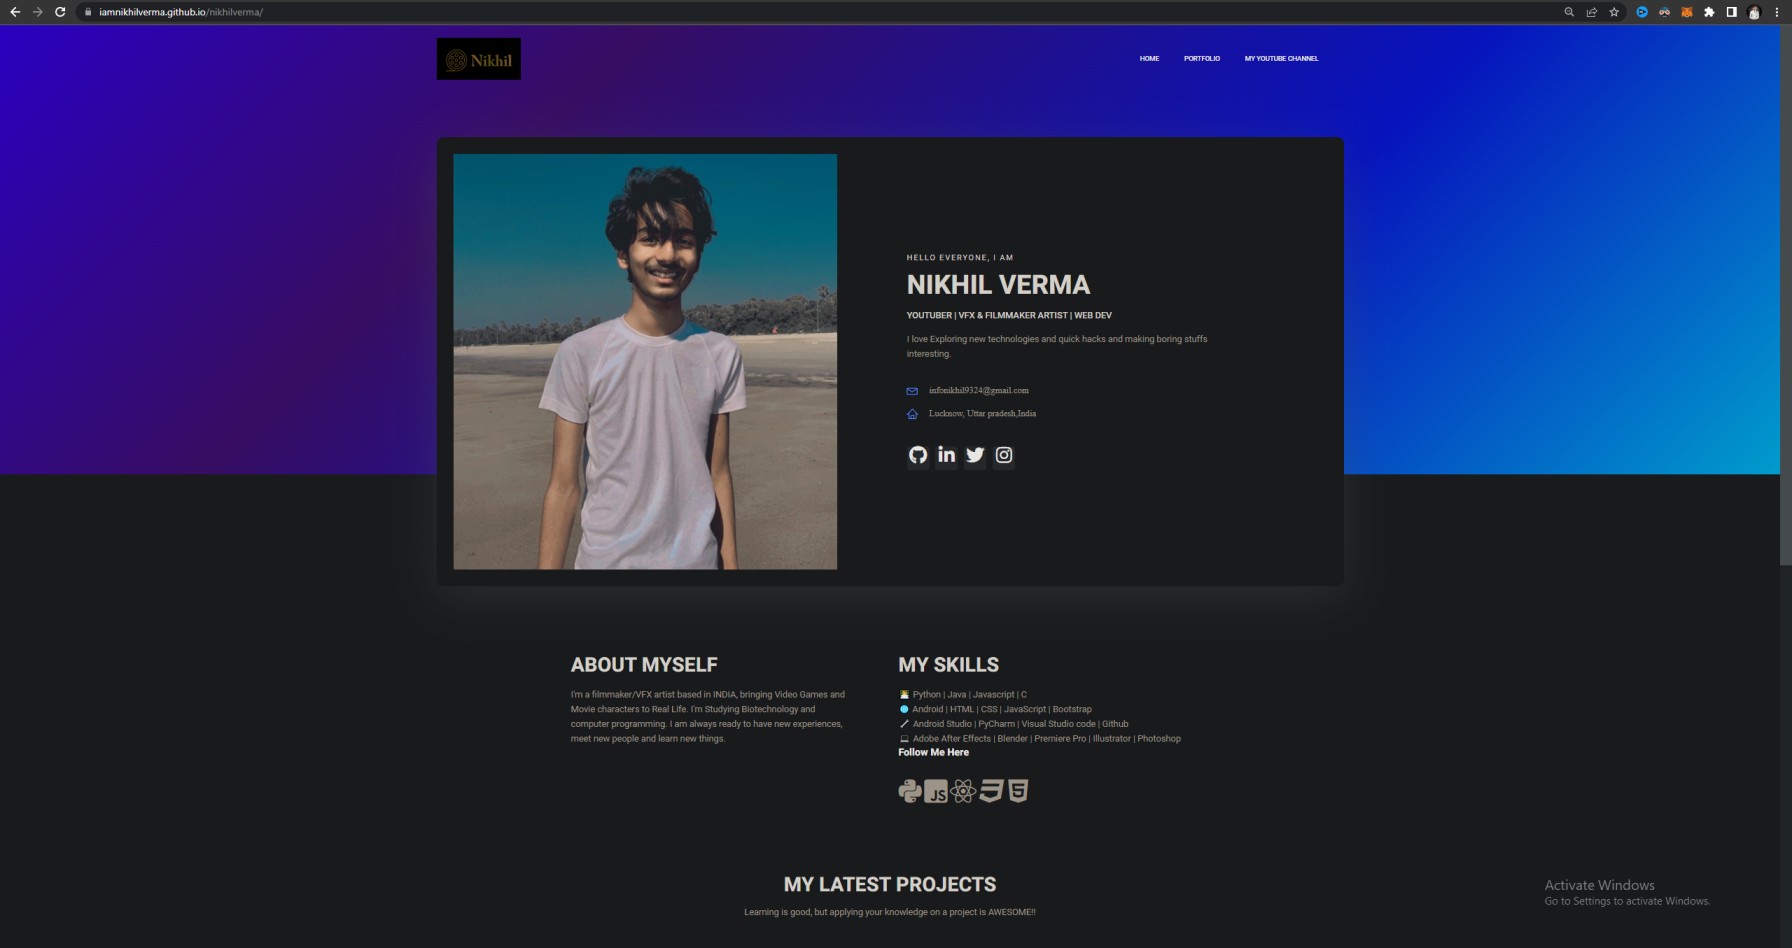 iamnikhilverma.github.io/nikhilverma/
Nikhil
HOME PORTFOLIO MY YOUTUBE CHANNEL
HELLO EVERYONE, I AM
NIKHIL VERMA
YOUTUBER | VFX & FILMMAKER ARTIST | WEB DEV
I love Exploring new technologies and quick hacks and making boring stuffs
interesting.
infonikhil9324@gmail.com
Lucknow, Uttar pradesh,India
in
ABOUT MYSELF
I'm a filmmaker/VFX artist based in INDIA, bringing Video Games and
Movie characters to Real Life. I'm Studying Biotechnology and
computer programming. I am always ready to have new experiences,
meet new people and learn new things.
MY SKILLS
Python | Java | Javascript | C
Android | HTML | CSS | JavaScript | Bootstrap
Android Studio | PyCharm | Visual Studio code | Github
Adobe After Effects | Blender | Premiere Pro | Illustrator | Photoshop
Follow Me Here
JS 5
MY LATEST PROJECTS
Learning is good, but applying your knowledge on a project is AWESOME!!
Activate Windows
Go to Settings to activate Windows.